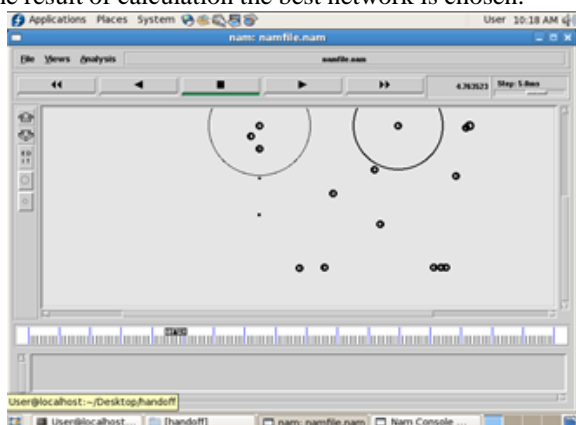 e result of calculation the best network is chosen.
Applications Places System
User 10:18 AM
nam: namfile.nam
File Views Analysis
namfile.nam
4.763523 Step: 5.0ms
User@localhost:~/Desktop/handoff
User@localhost... [handoff] nam: namfile.nam Nam Console ...